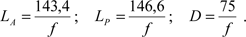 L_A = 143,4/f ; L_P = 146,6/f ; D = 75/f .